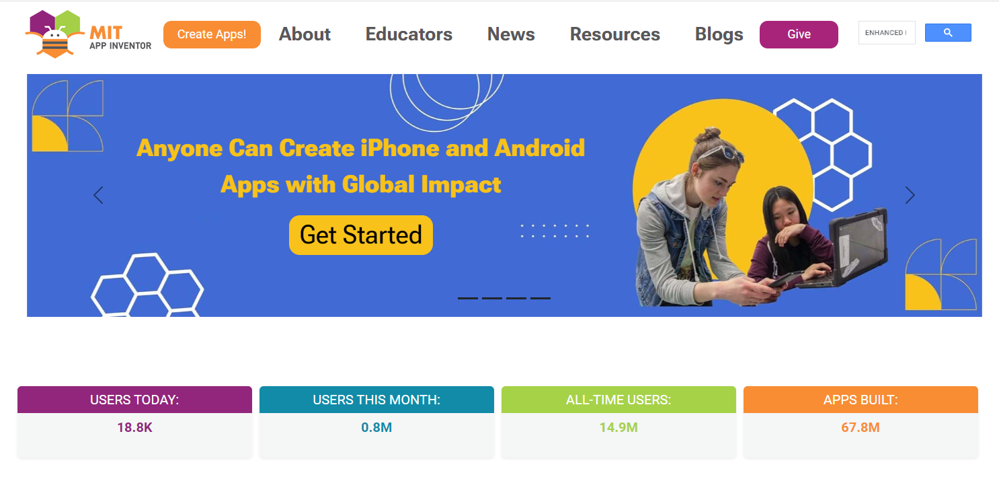 MIT
APP INVENTOR
Create Apps!
About
Educators
News
Resources
Blogs
Give
ENHANCED
Anyone Can Create iPhone and Android
Apps with Global Impact
Get Started
USERS TODAY:
18.8K
USERS THIS MONTH:
0.8M
ALL-TIME USERS:
14.9M
APPS BUILT:
67.8M